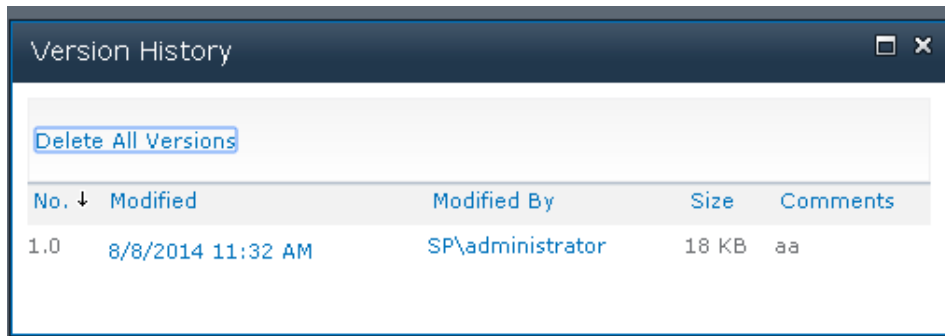 Version History
Delete All Versions
No. ↓ Modified Modified By Size Comments
1.0 8/8/2014 11:32 AM SP\administrator 18 KB aa